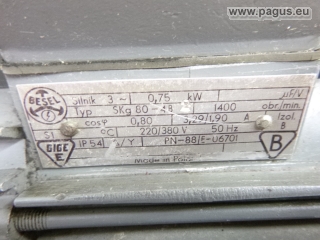 © www.pagus.eu
BESEL
Silnik 3~ 0,75 kW µF/V
Typ SKg 80-4B 1400 obr/min.
cosφ 0,80 3,29/1,90 A Izol. B
S1 °C 220/380 V 50 Hz
GIGE E
IP 54 /Y PN-88/E-06701
B
made in Poland